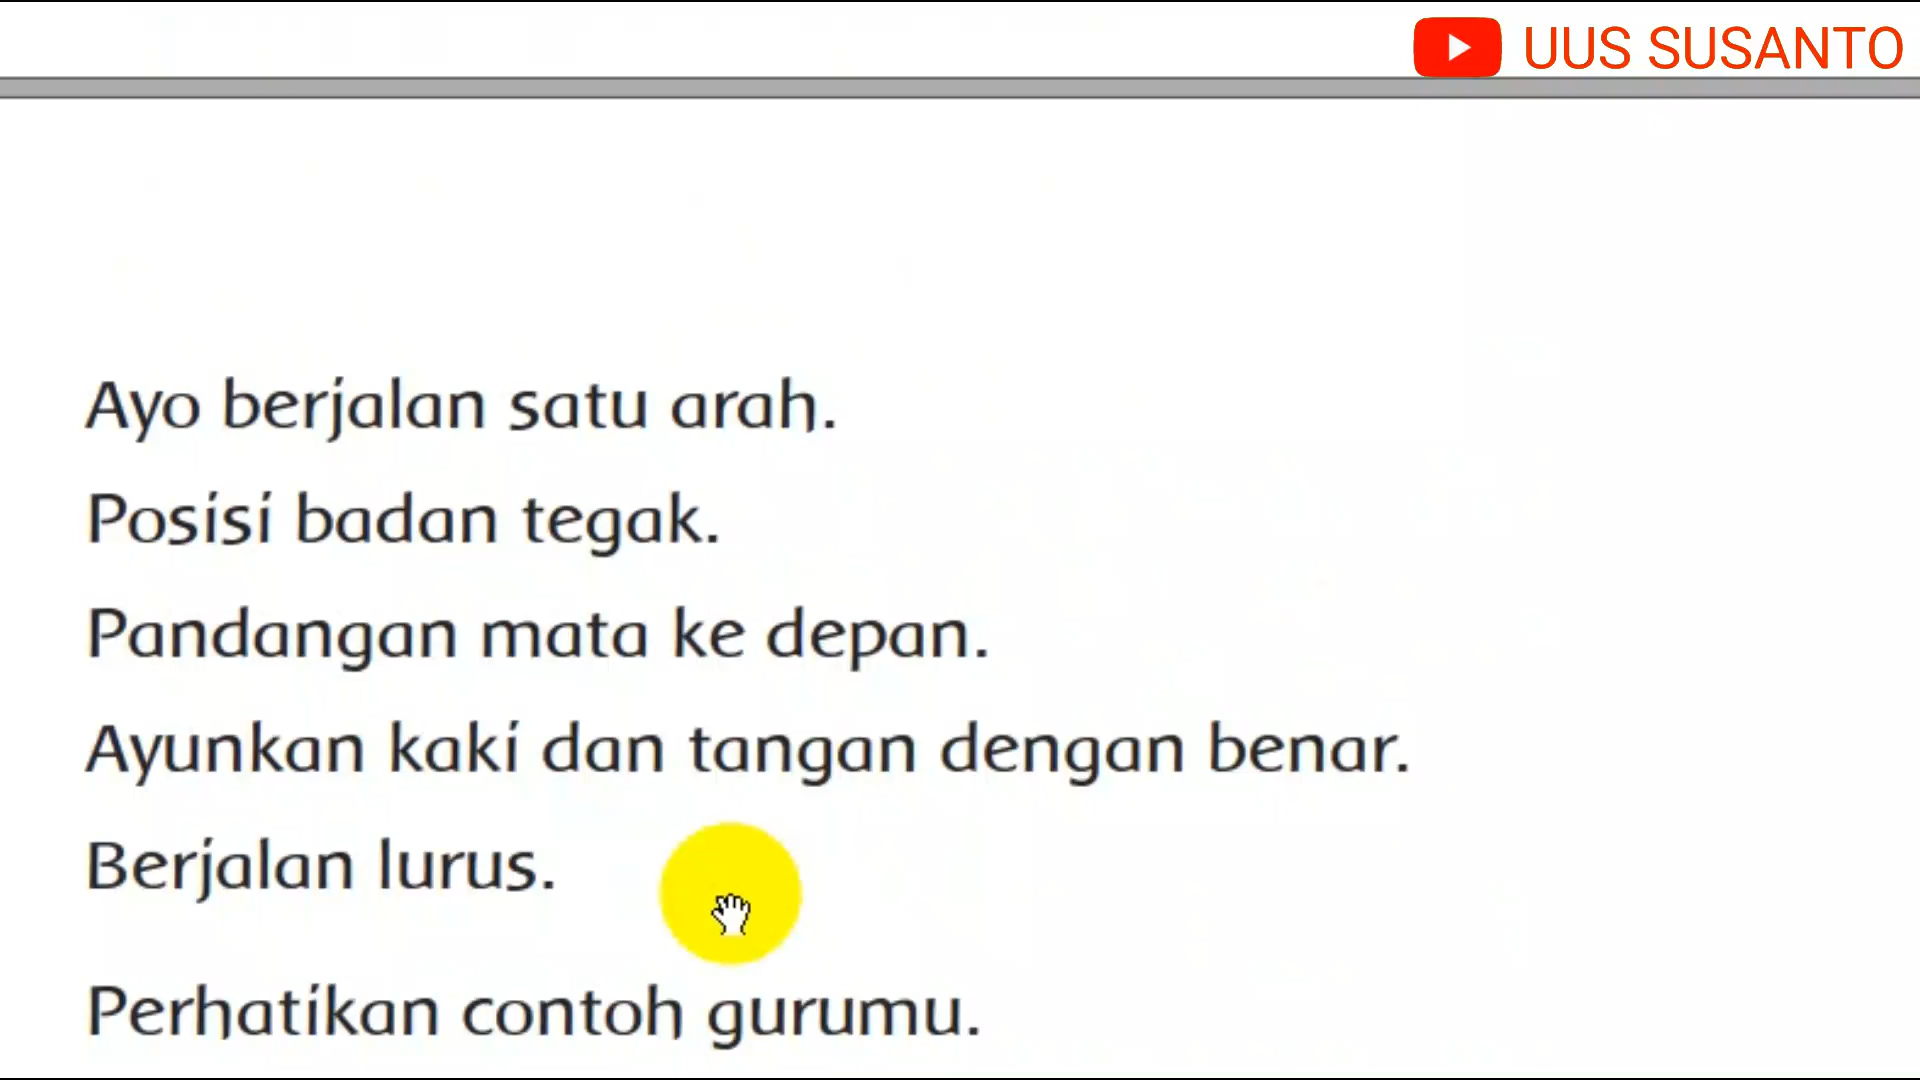 UUS SUSANTO
Ayo berjalan satu arah.
Posisi badan tegak.
Pandangan mata ke depan.
Ayunkan kaki dan tangan dengan benar.
Berjalan lurus.
Perhatikan contoh gurumu.